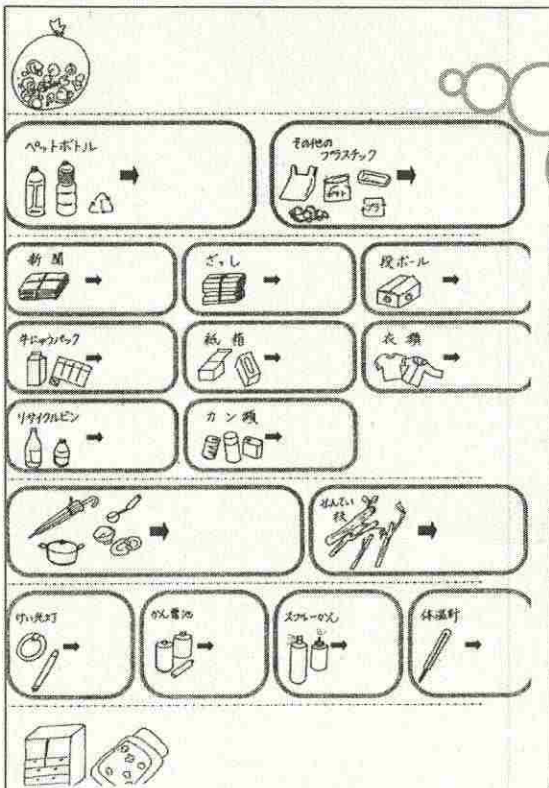 ペットボトル
その他の
プラスチック
新聞
ざっし
段ボール
牛にゅうパック
紙箱
衣類
リサイクルビン
カン類
せんてい
枝
けい光灯
かん電池
スプレーかん
体温計